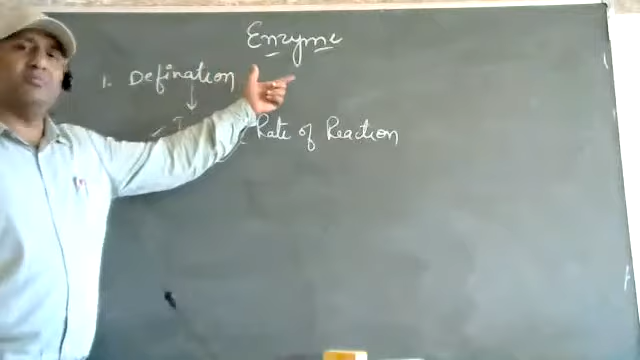 Enzyme
1. Defination
Rate of Reaction